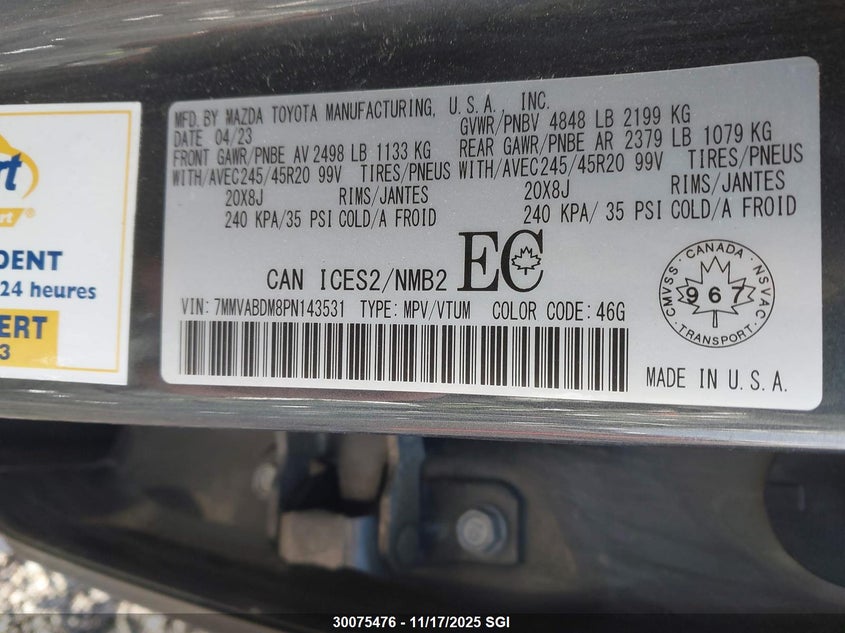 MFD. BY MAZDA TOYOTA MANUFACTURING, U.S.A., INC.
DATE 04/23
GVWR/PNBV 4848 LB 2199 KG
FRONT GAWR/PNBE AV 2498 LB 1133 KG
REAR GAWR/PNBE AR 2379 LB 1079 KG
WITH/AVEC245/45R20 99V TIRES/PNEUS
WITH/AVEC245/45R20 99V TIRES/PNEUS
20X8J RIMS/JANTES
20X8J RIMS/JANTES
240 KPA/35 PSI COLD/A FROID
240 KPA/ 35 PSI COLD/A FROID
CAN ICES2/NMB2 EC
VIN: 7MMVABDM8PN143531 TYPE: MPV/VTUM COLOR CODE: 46G
CANADA
CMVSS
NSVAC
967
TRANSPORT
MADE IN U.S.A.
DENT
24 heures
ERT
3
30075476 - 11/17/2025 SGI